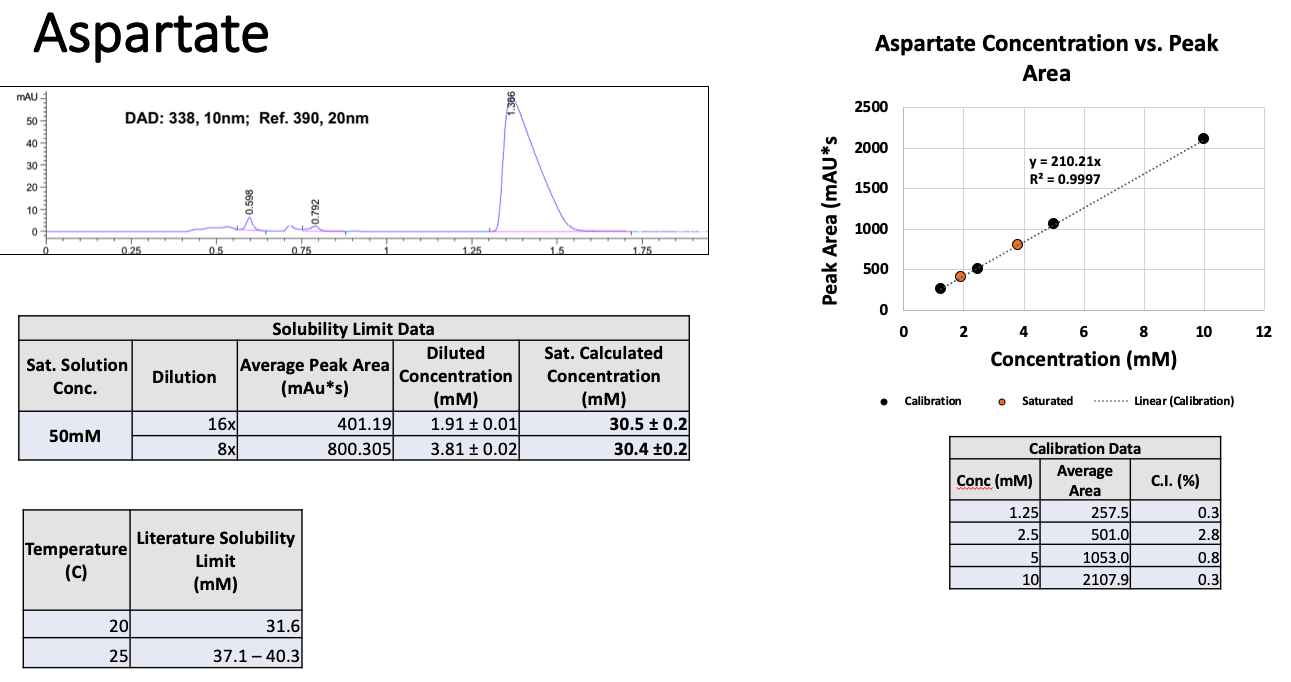 Aspartate
mAU
50
40
30
20
10
0
DAD: 338, 10nm;  Ref. 390, 20nm
0.598
0.792
1.366
0 0.25 0.5 0.75 1 1.25 1.5 1.75
Solubility Limit Data
Sat. Solution Conc. Dilution Average Peak Area (mAu*s) Diluted Concentration (mM) Sat. Calculated Concentration (mM)
50mM 16x 401.19 1.91 ± 0.01 30.5 ± 0.2
8x 800.305 3.81 ± 0.02 30.4 ±0.2
Temperature (C) Literature Solubility Limit (mM)
20 31.6
25 37.1 – 40.3
Aspartate Concentration vs. Peak
Area
Peak Area (mAU*s)
2500
2000
1500
1000
500
0
y = 210.21x
R² = 0.9997
0 2 4 6 8 10 12
Concentration (mM)
Calibration Saturated Linear (Calibration)
Calibration Data
Conc (mM) Average Area C.I. (%)
1.25 257.5 0.3
2.5 501.0 2.8
5 1053.0 0.8
10 2107.9 0.3